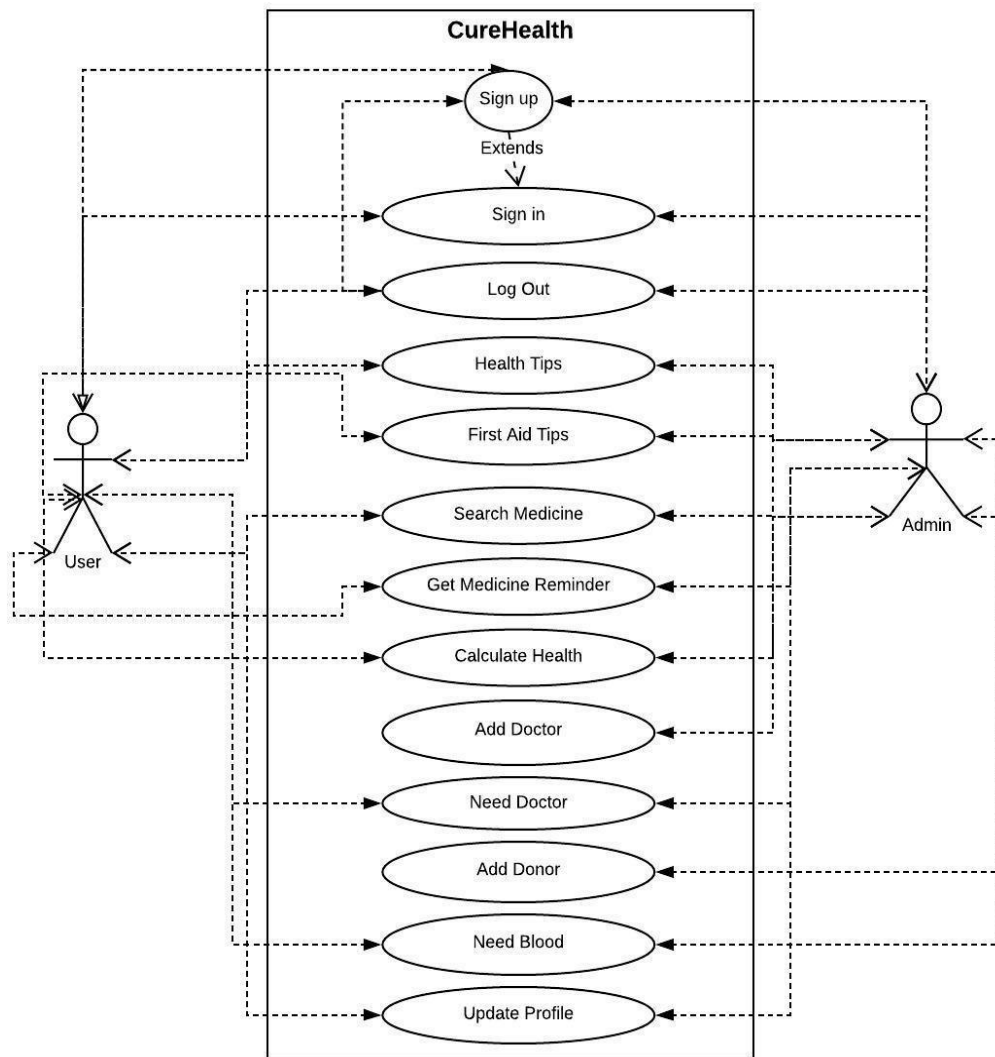 CureHealth
Sign up
Extends
Sign in
Log Out
Health Tips
First Aid Tips
Search Medicine
Admin
User
Get Medicine Reminder
Calculate Health
Add Doctor
Need Doctor
Add Donor
Need Blood
Update Profile